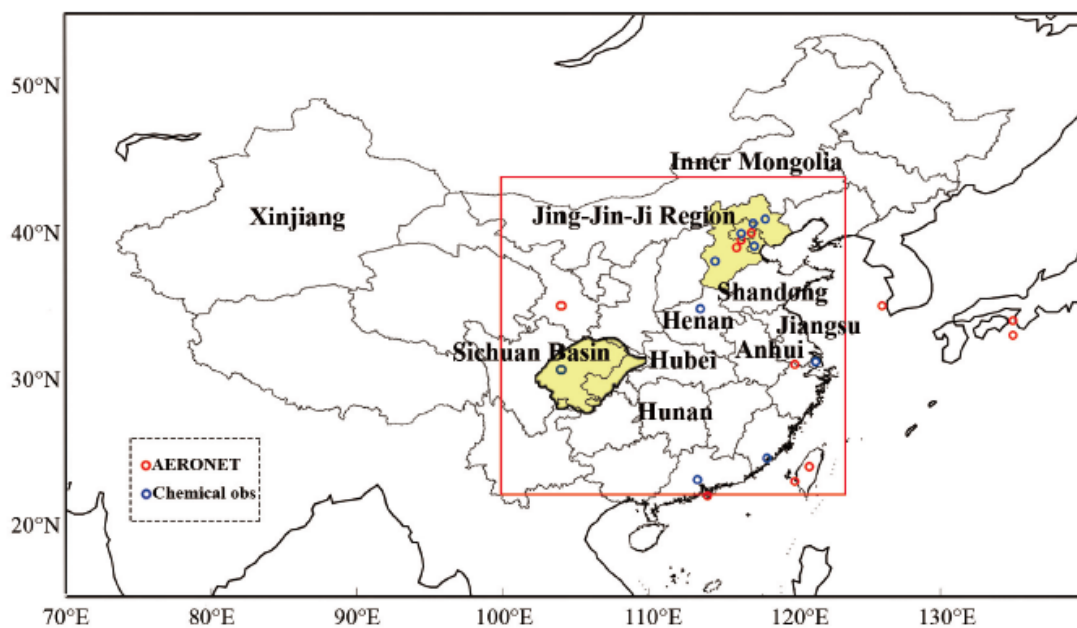 50°N
Inner Mongolia
Xinjiang
Jing-Jin-Ji Region
40°N
Shandong
Henan
Jiangsu
Sichuan Basin
Hubei
Anhui
30°N
Hunan
AERONET
Chemical obs
20°N
70°E
80°E
90°E
100°E
110°E
120°E
130°E